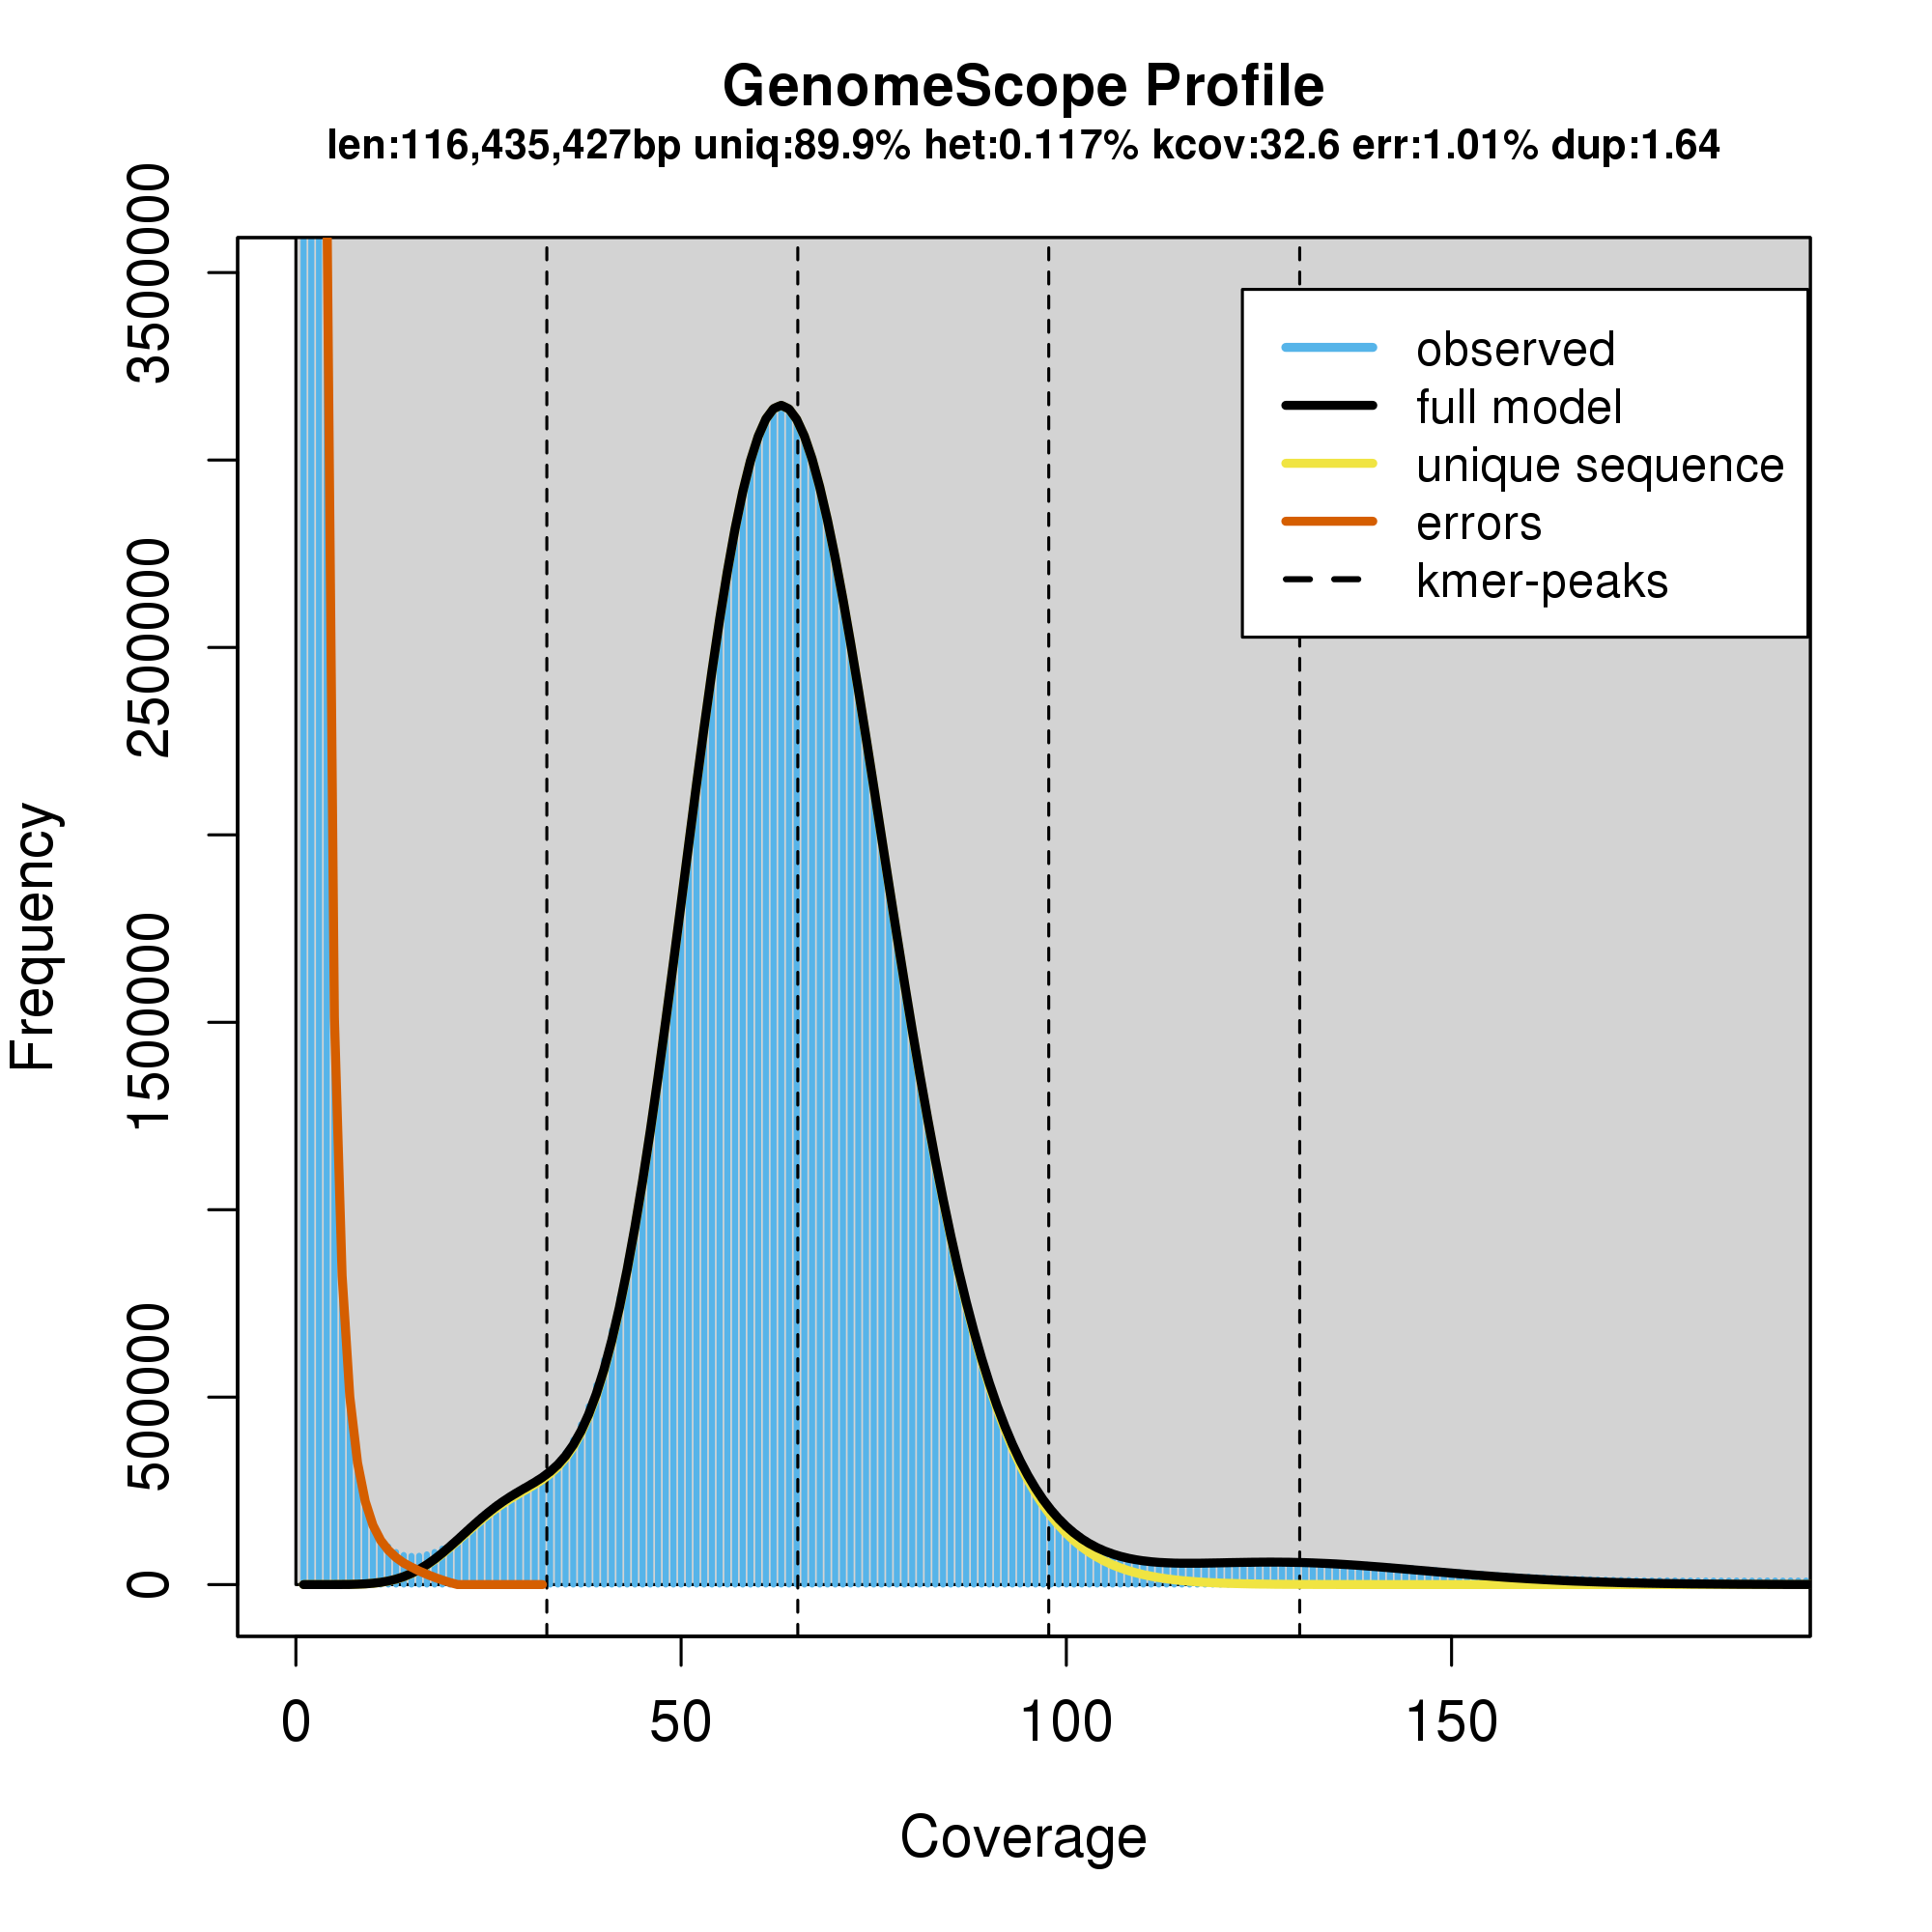 GenomeScope Profile
len:116,435,427bp uniq:89.9% het:0.117% kcov:32.6 err:1.01% dup:1.64
Frequency
3500000
2500000
1500000
500000
0
observed
full model
unique sequence
errors
kmer-peaks
0 50 100 150
Coverage